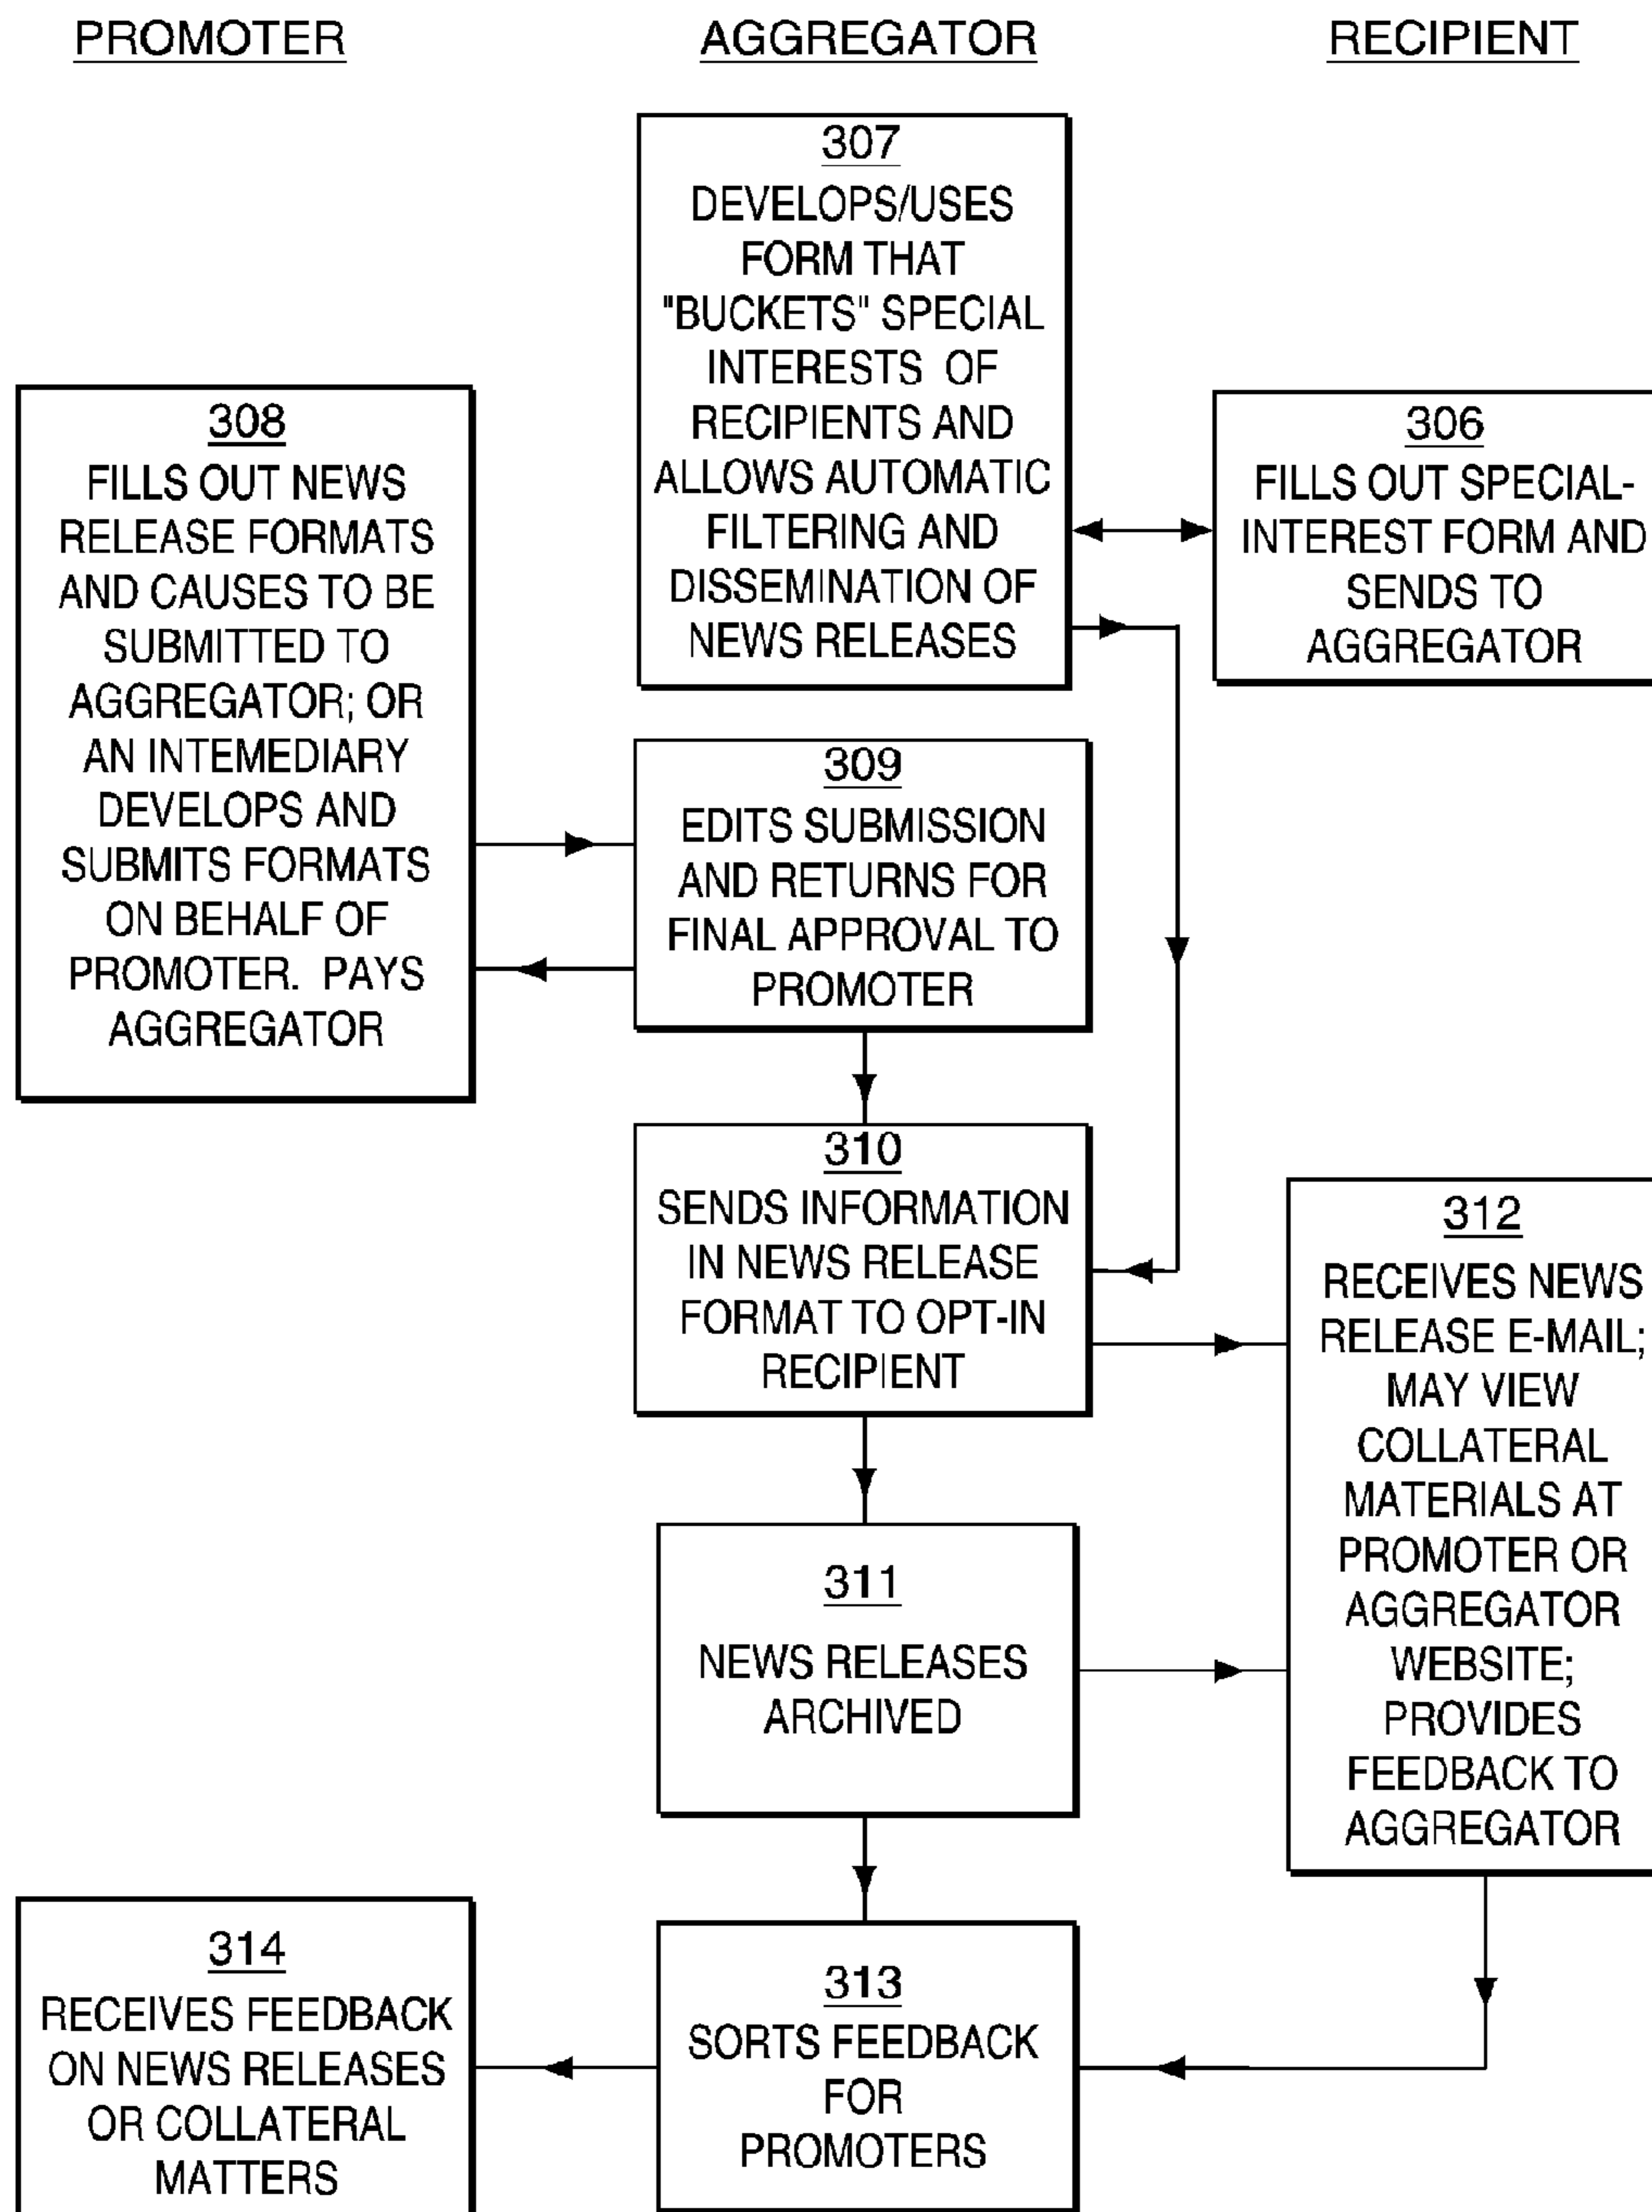 PROMOTER
AGGREGATOR
RECIPIENT
307
DEVELOPS/USES
FORM THAT
"BUCKETS" SPECIAL
INTERESTS OF
RECIPIENTS AND
ALLOWS AUTOMATIC
FILTERING AND
DISSEMINATION OF
NEWS RELEASES
308
FILLS OUT NEWS
RELEASE FORMATS
AND CAUSES TO BE
SUBMITTED TO
AGGREGATOR; OR
AN INTEMEDIARY
DEVELOPS AND
SUBMITS FORMATS
ON BEHALF OF
PROMOTER. PAYS
AGGREGATOR
306
FILLS OUT SPECIAL-
INTEREST FORM AND
SENDS TO
AGGREGATOR
309
EDITS SUBMISSION
AND RETURNS FOR
FINAL APPROVAL TO
PROMOTER
310
SENDS INFORMATION
IN NEWS RELEASE
FORMAT TO OPT-IN
RECIPIENT
312
RECEIVES NEWS
RELEASE E-MAIL;
MAY VIEW
COLLATERAL
MATERIALS AT
PROMOTER OR
AGGREGATOR
WEBSITE;
PROVIDES
FEEDBACK TO
AGGREGATOR
311
NEWS RELEASES
ARCHIVED
314
RECEIVES FEEDBACK
ON NEWS RELEASES
OR COLLATERAL
MATTERS
313
SORTS FEEDBACK
FOR
PROMOTERS